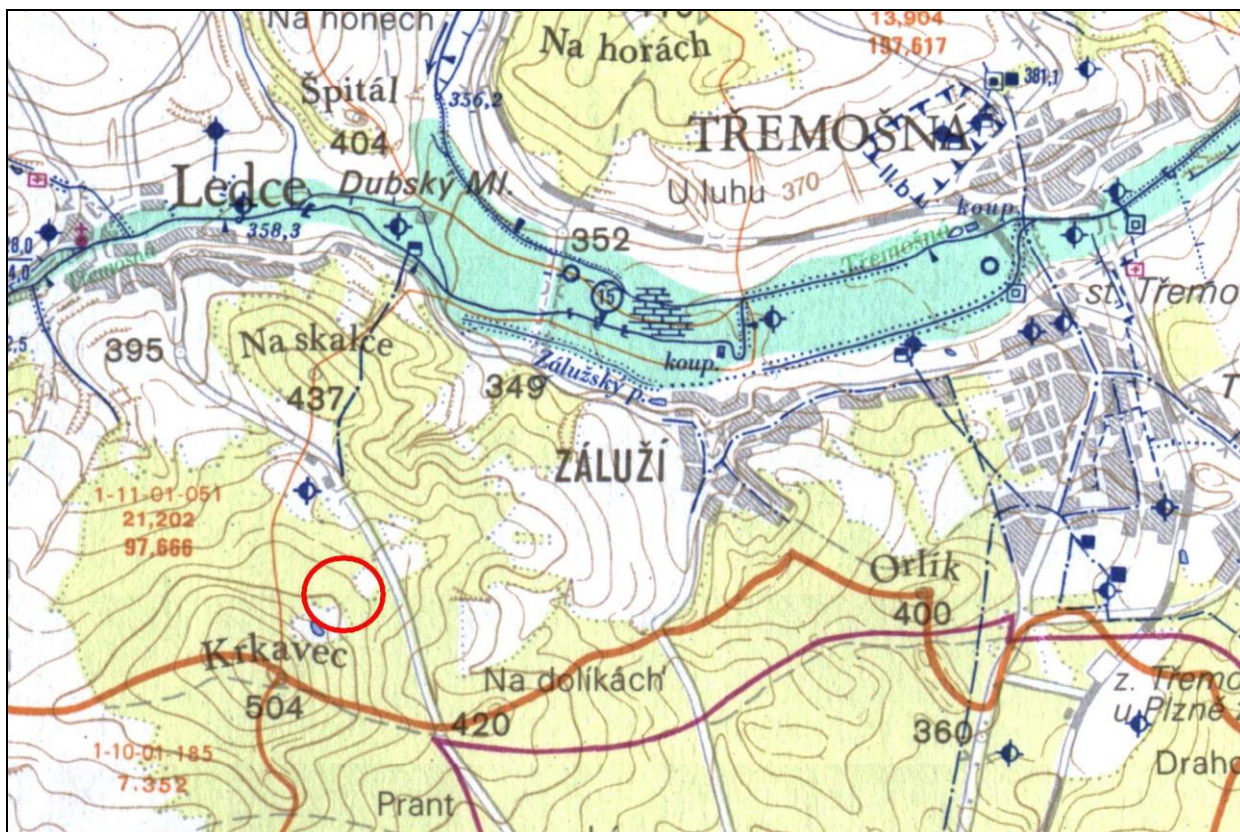 Na honech
13,904
197,617
Na horách
381,1
Špitál
356,2
TŘEMOŠNÁ
404
II.b
Ledce
Dubský Ml.
U luhu
370
koup.
358,3
352
Třemošná
Třemošná
15
st. Třemo
395
Na skalce
koup.
Zálužský p.
437
349
ZÁLUŽÍ
1-11-01-051
21,202
97,666
Orlík
400
Krkavec
Na dolíkách
504
420
z. Třemo
u Plzně z
360
1-10-01-185
7.352
Draho
Prant